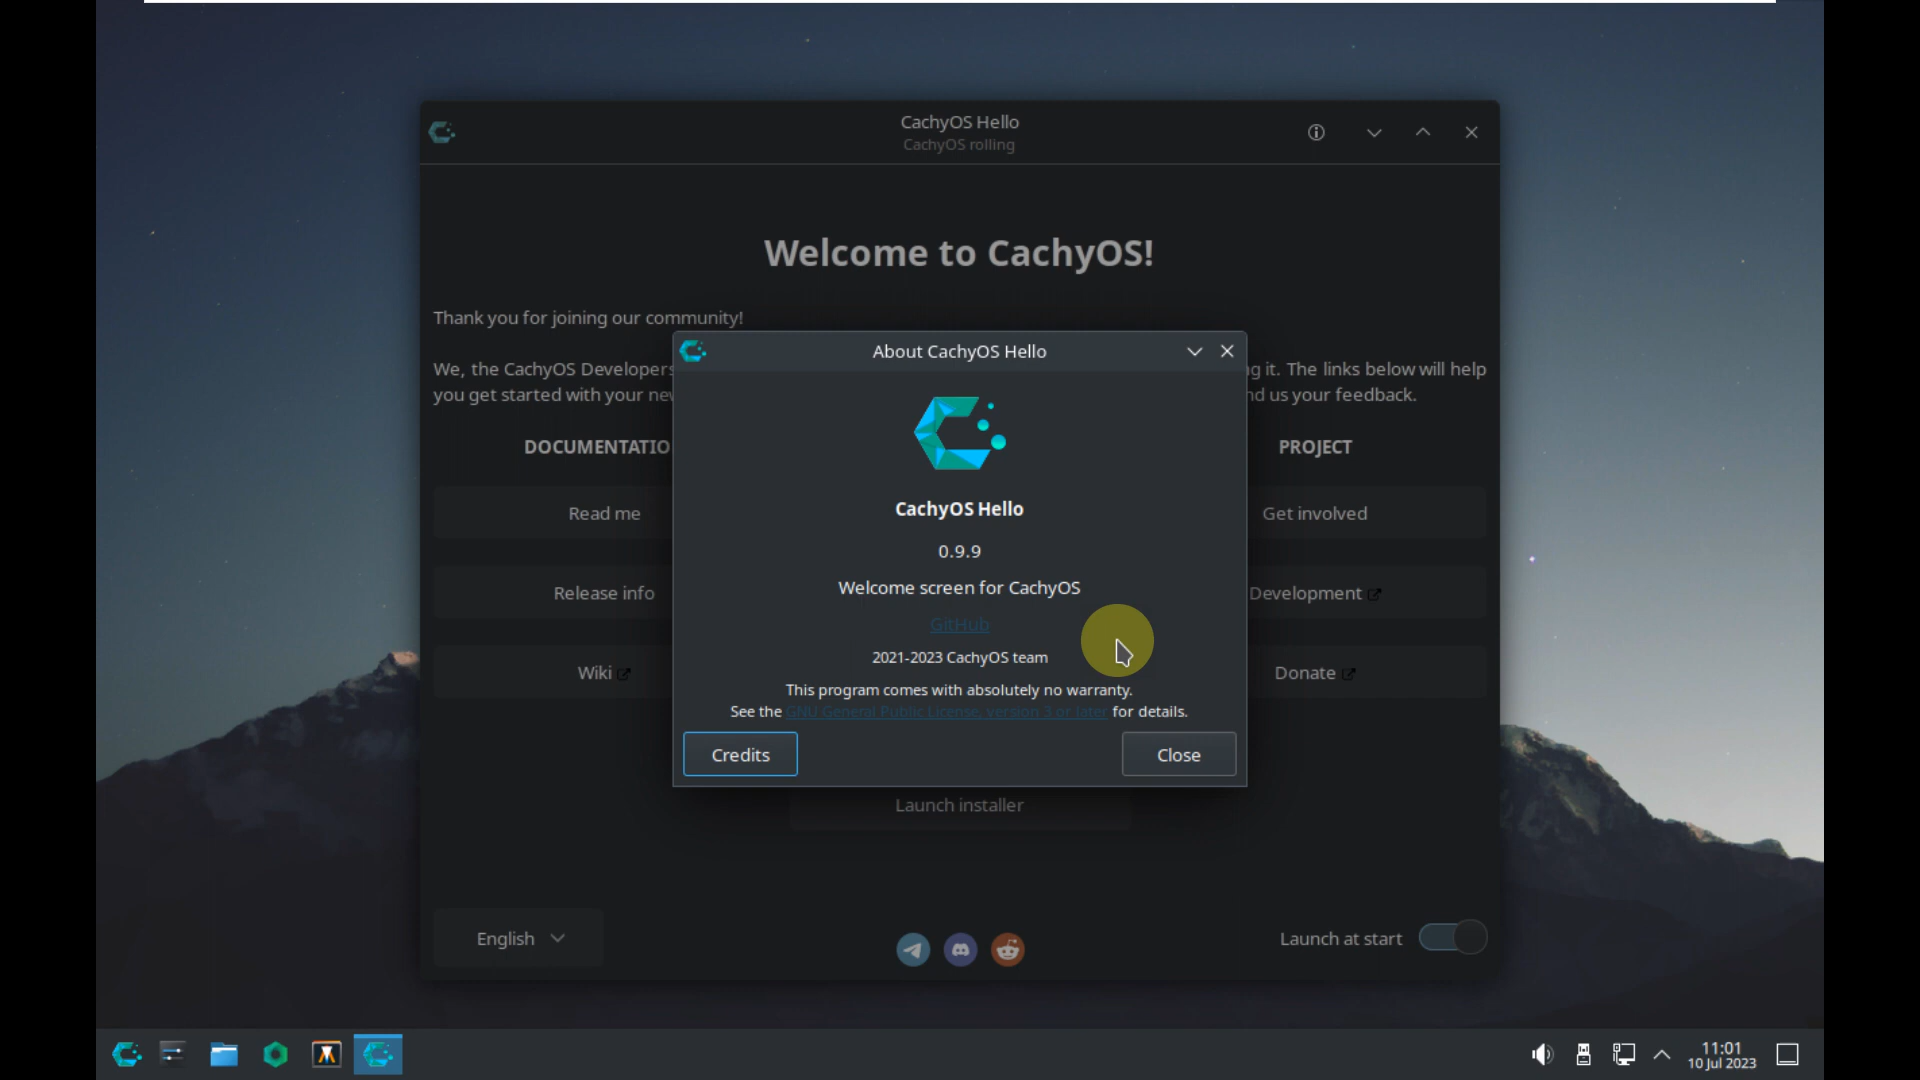 CachyOS Hello
CachyOS rolling
Welcome to CachyOS!
Thank you for joining our community!
We, the CachyOS Developers
g it. The links below will help
you get started with your
us your feedback.
About CachyOS Hello
CachyOS Hello
0.9.9
Welcome screen for CachyOS
GitHub
2021-2023 CachyOS team
This program comes with absolutely no warranty.
See the GNU General Public License, version 3 or later for details.
Credits
Close
DOCUMENTATIO
Read me
Release info
Wiki
PROJECT
Get involved
Development
Donate
Launch installer
English
Launch at start
11:01
10 Jul 2023